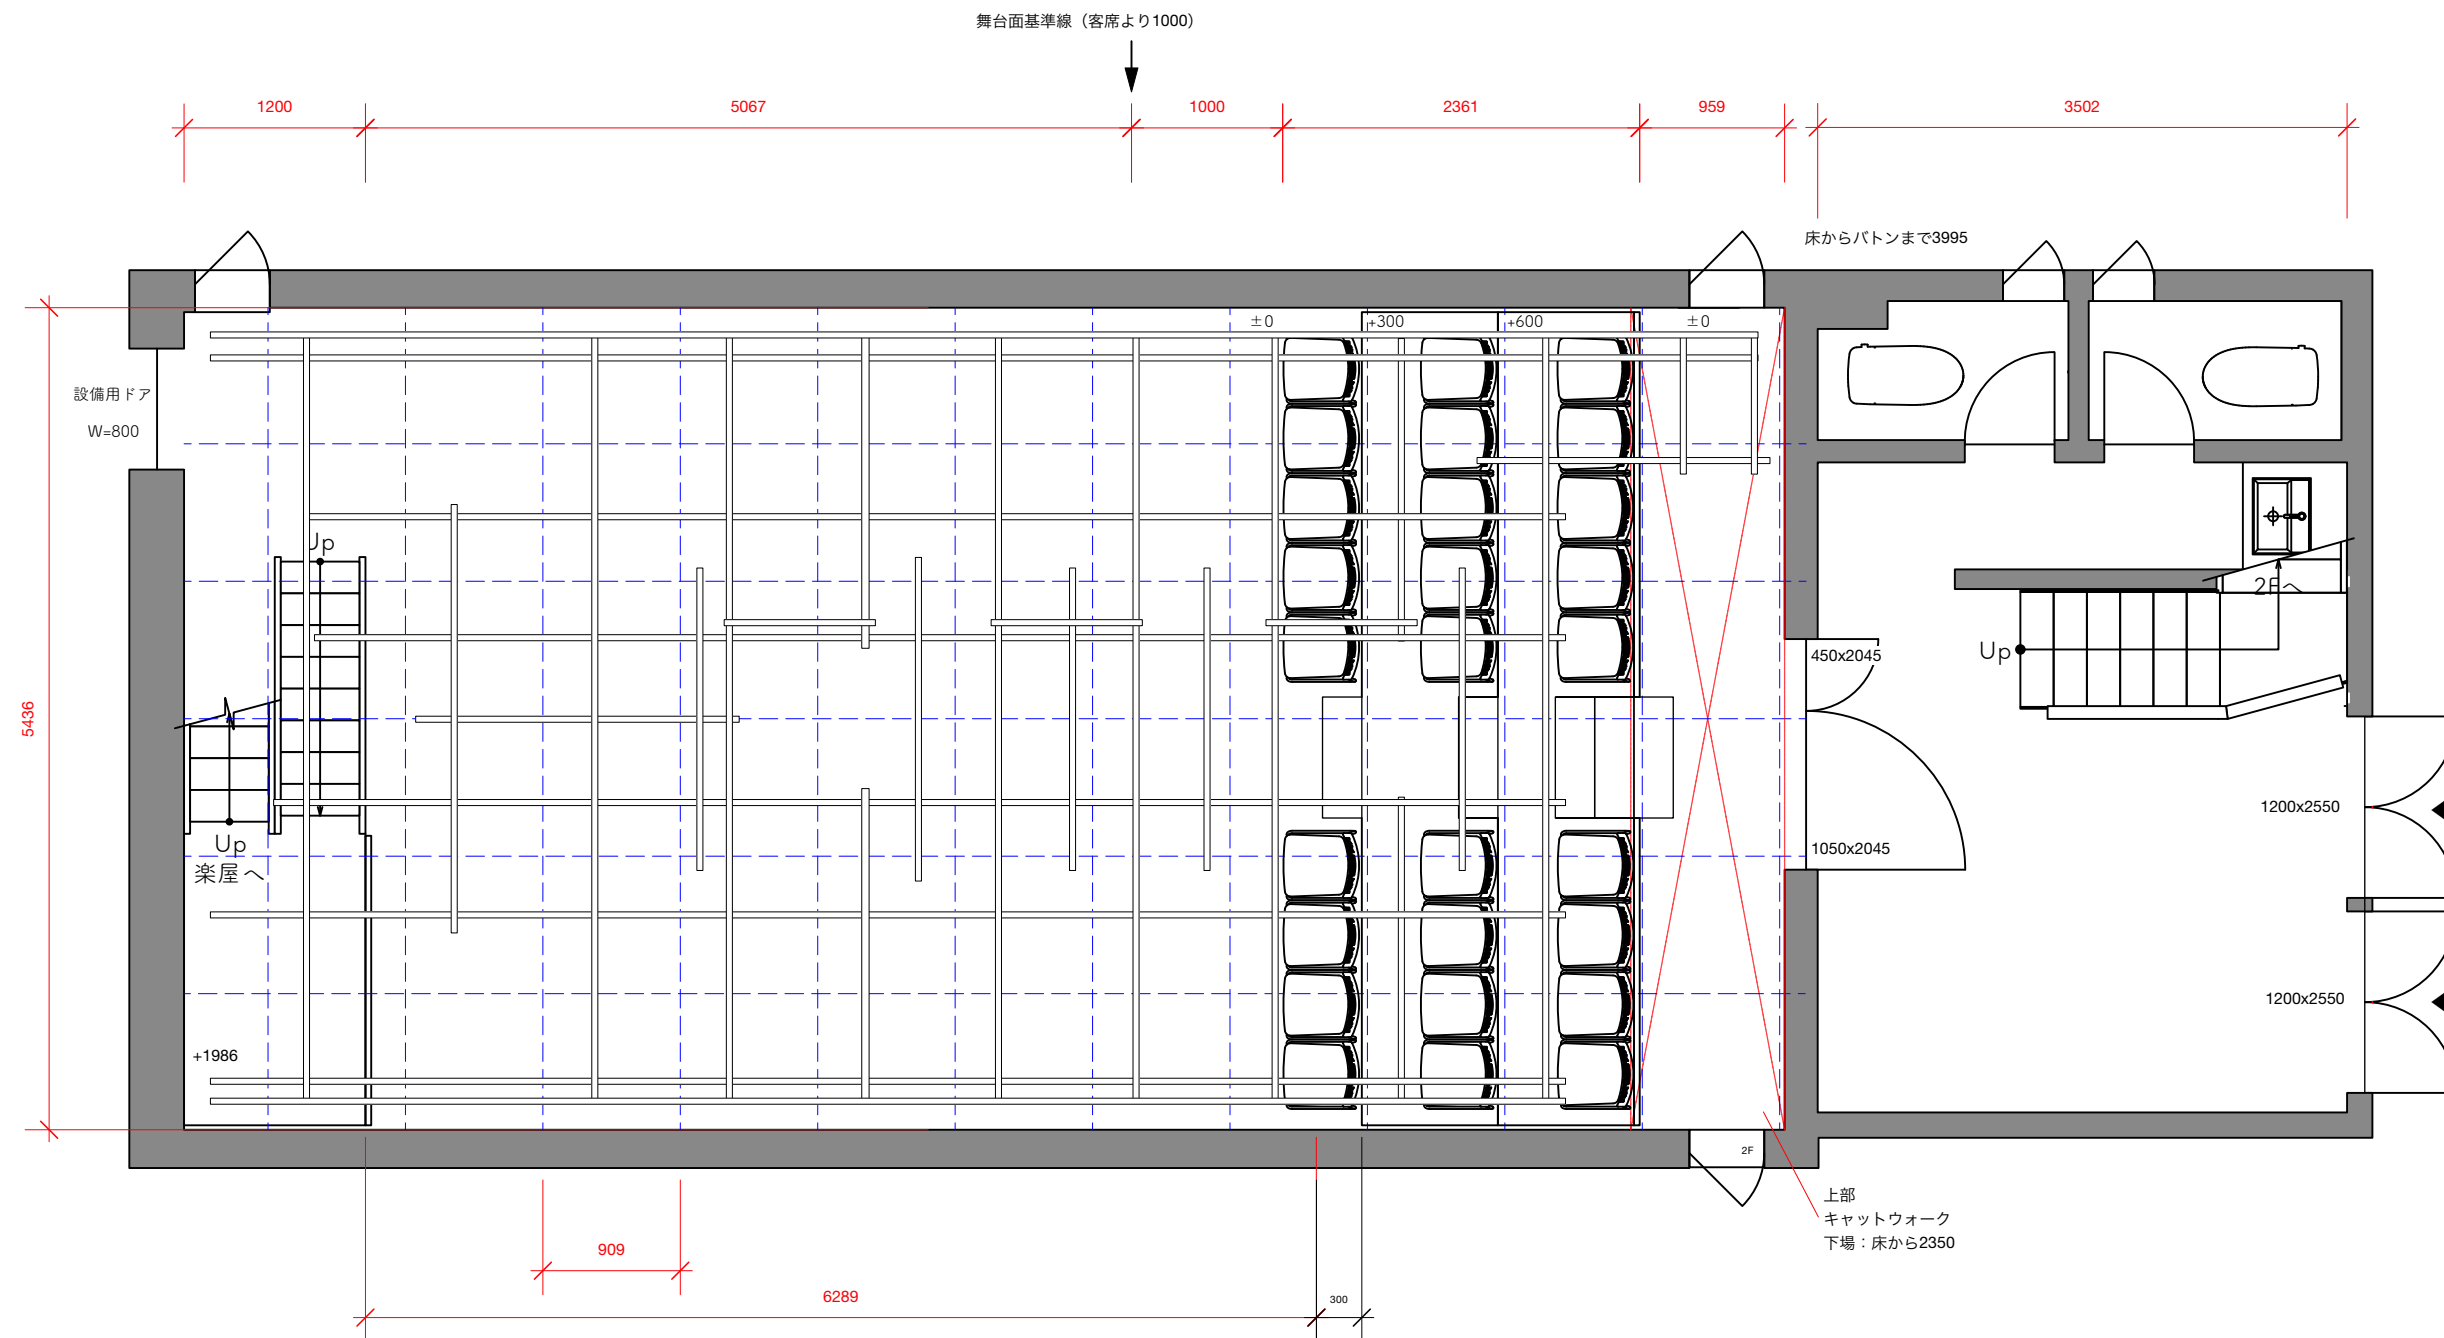 舞台面基準線（客席より1000）
1200
5067
1000
2361
959
3502
床からバトンまで3995
±0
+300
+600
±0
設備用ドア
W=800
Up
2Fへ
Up
450x2045
5436
1200x2550
Up
1050x2045
楽屋へ
1200x2550
+1986
2F
上部
キャットウォーク
下場：床から2350
909
6289
300